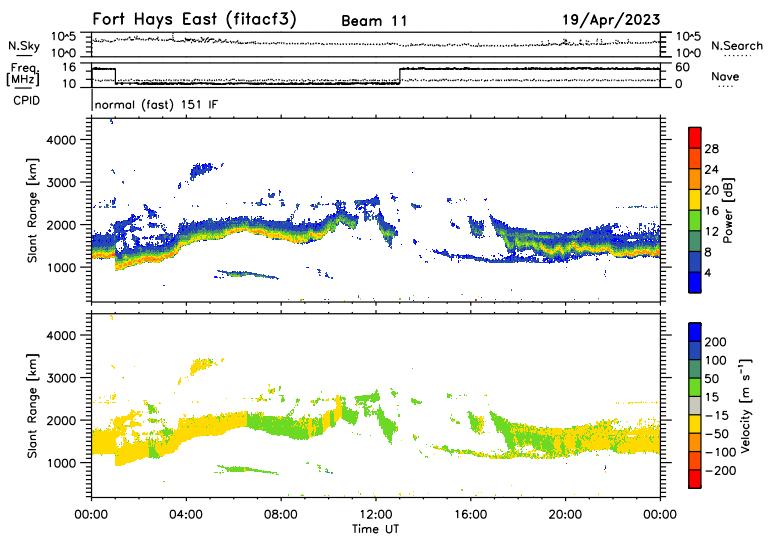 Fort Hays East (fitacf3) Beam 11 19/Apr/2023
N.Sky 10^5 10^0 10^5 10^0 N.Search
Freq. [MHz] 16 10 60 0 Nave
CPID normal (fast) 151 IF
Slant Range [km] 4000 3000 2000 1000
Power [dB] 28 24 20 16 12 8 4
Slant Range [km] 4000 3000 2000 1000
Velocity [m s⁻¹] 200 100 50 15 −15 −50 −100 −200
00:00 04:00 08:00 12:00 16:00 20:00 00:00
Time UT